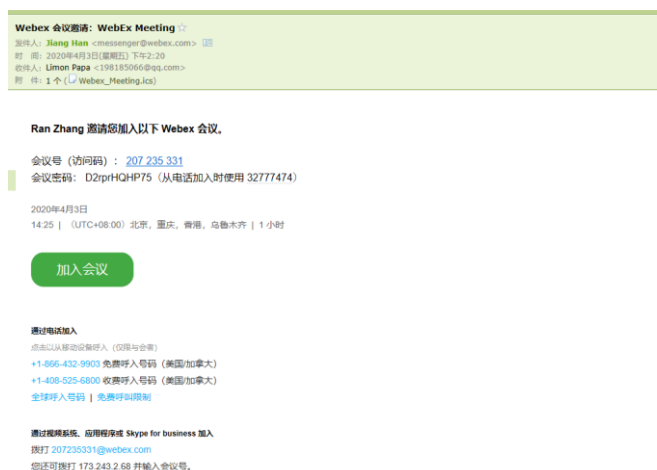 Webex 会议邀请: WebEx Meeting ☆
发件人: Jiang Han <messenger@webex.com>
时 间: 2020年4月3日(星期五) 下午2:20
收件人: Limon Papa <198185066@qq.com>
附 件: 1 个 ( Webex_Meeting.ics)
Ran Zhang 邀请您加入以下 Webex 会议。
会议号 (访问码) : 207 235 331
会议密码: D2rprHQHP75 (从电话加入时使用 32777474)
2020年4月3日
14:25 | (UTC+08:00) 北京, 重庆, 香港, 乌鲁木齐 | 1 小时
加入会议
通过电话加入
点击以从移动设备呼入 (仅限与会者)
+1-866-432-9903 免费呼入号码 (美国/加拿大)
+1-408-525-6800 收费呼入号码 (美国/加拿大)
全球呼入号码 | 免费呼叫限制
通过视频系统、应用程序或 Skype for business 加入
拨打 207235331@webex.com
您还可拨打 173.243.2.68 并输入会议号。